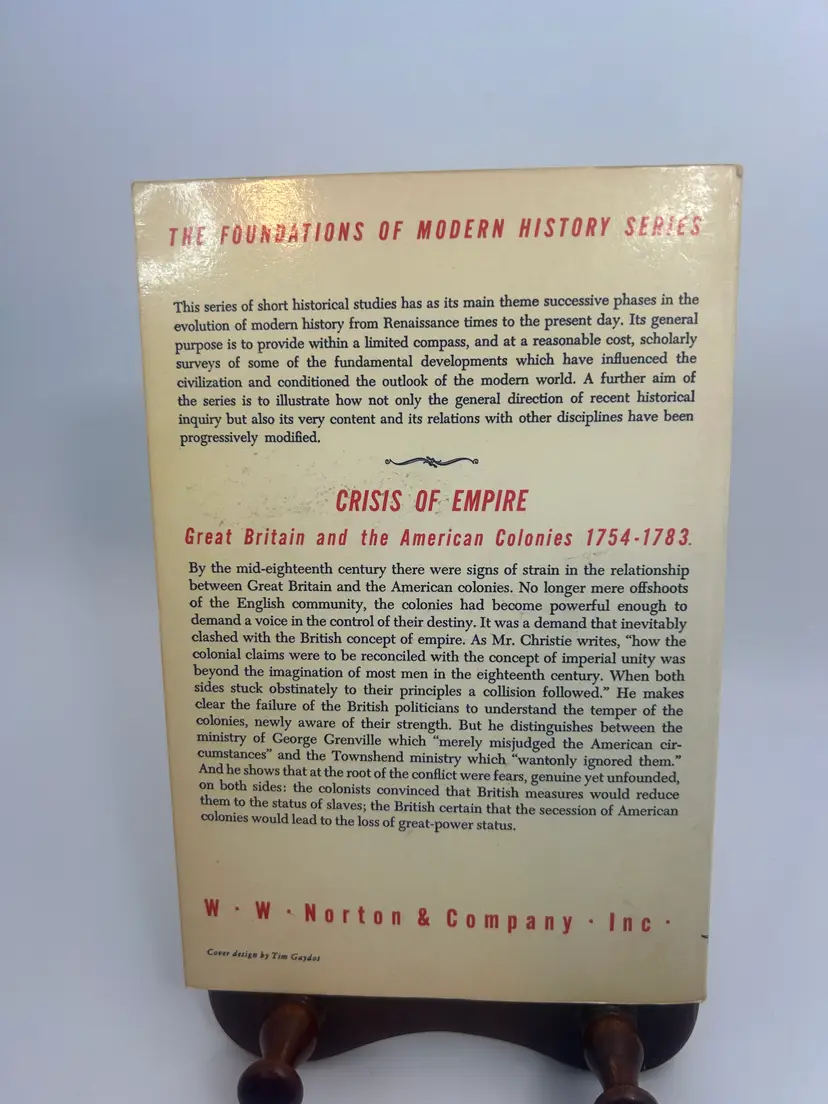 THE FOUNDATIONS OF MODERN HISTORY SERIES
This series of short historical studies has as its main theme successive phases in the
evolution of modern history from Renaissance times to the present day. Its general
purpose is to provide within a limited compass, and at a reasonable cost, scholarly
surveys of some of the fundamental developments which have influenced the
civilization and conditioned the outlook of the modern world. A further aim of
the series is to illustrate how not only the general direction of recent historical
inquiry but also its very content and its relations with other disciplines have been
progressively modified.
CRISIS OF EMPIRE
Great Britain and the American Colonies 1754-1783.
By the mid-eighteenth century there were signs of strain in the relationship
between Great Britain and the American colonies. No longer mere offshoots
of the English community, the colonies had become powerful enough to
demand a voice in the control of their destiny. It was a demand that inevitably
clashed with the British concept of empire. As Mr. Christie writes, “how the
colonial claims were to be reconciled with the concept of imperial unity was
beyond the imagination of most men in the eighteenth century. When both
sides stuck obstinately to their principles a collision followed.” He makes
clear the failure of the British politicians to understand the temper of the
colonies, newly aware of their strength. But he distinguishes between the
ministry of George Grenville which “merely misjudged the American cir-
cumstances” and the Townshend ministry which “wantonly ignored them.”
And he shows that at the root of the conflict were fears, genuine yet unfounded,
on both sides: the colonists convinced that British measures would reduce
them to the status of slaves; the British certain that the secession of American
colonies would lead to the loss of great-power status.
W · W · Norton & Company · Inc ·
Cover design by Tim Gaydos